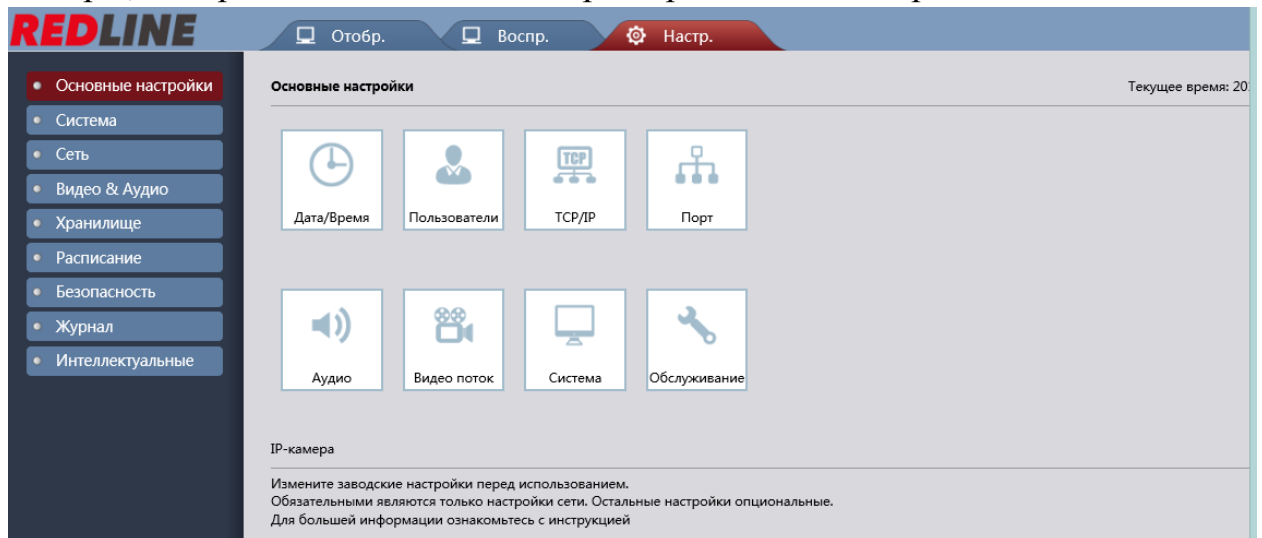 REDLINE
Отобр.
Воспр.
Настр.
Основные настройки
Система
Сеть
Видео & Аудио
Хранилище
Расписание
Безопасность
Журнал
Интеллектуальные
Основные настройки
Текущее время: 20
TCP
Дата/Время
Пользователи
TCP/IP
Порт
Аудио
Видео поток
Система
Обслуживание
IP-камера
Измените заводские настройки перед использованием.
Обязательными являются только настройки сети. Остальные настройки опциональные.
Для большей информации ознакомьтесь с инструкцией